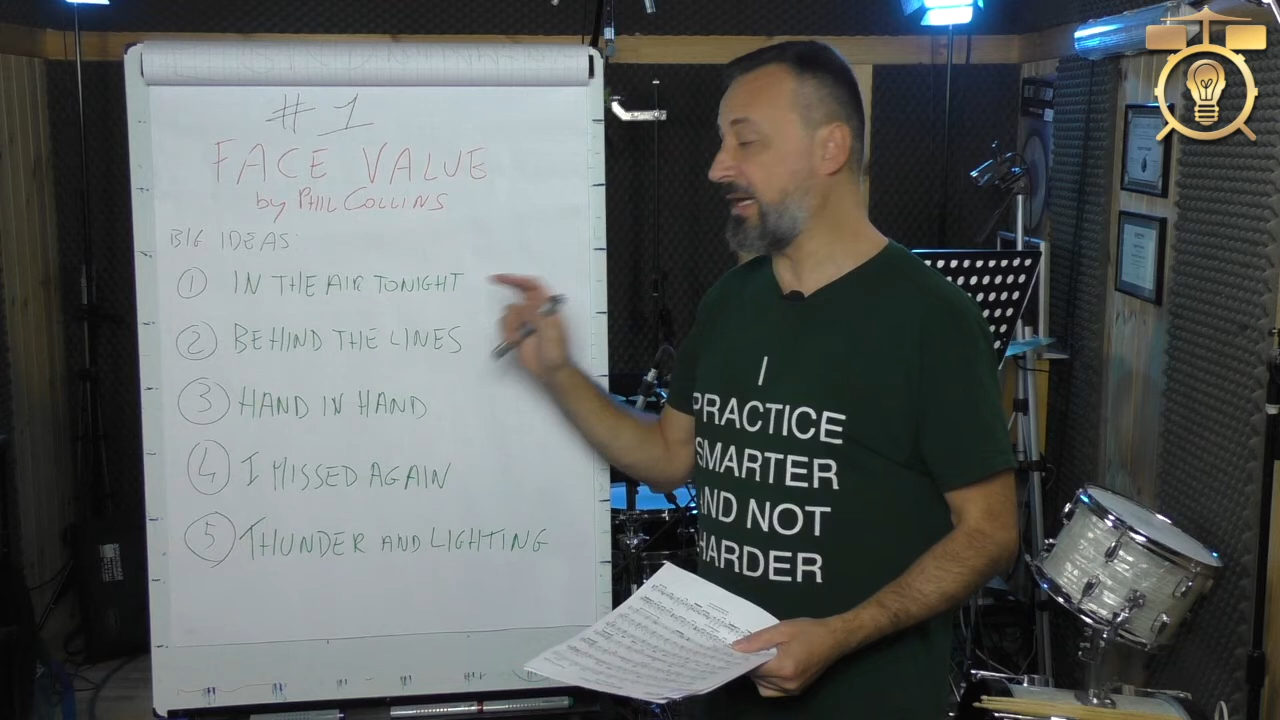 # 1
FACE VALUE
by PHIL COLLINS
BIG IDEAS:
1 IN THE AIR TONIGHT
2 BEHIND THE LINES
3 HAND IN HAND
4 I MISSED AGAIN
5 THUNDER AND LIGHTING
I
PRACTICE
SMARTER
AND NOT
HARDER